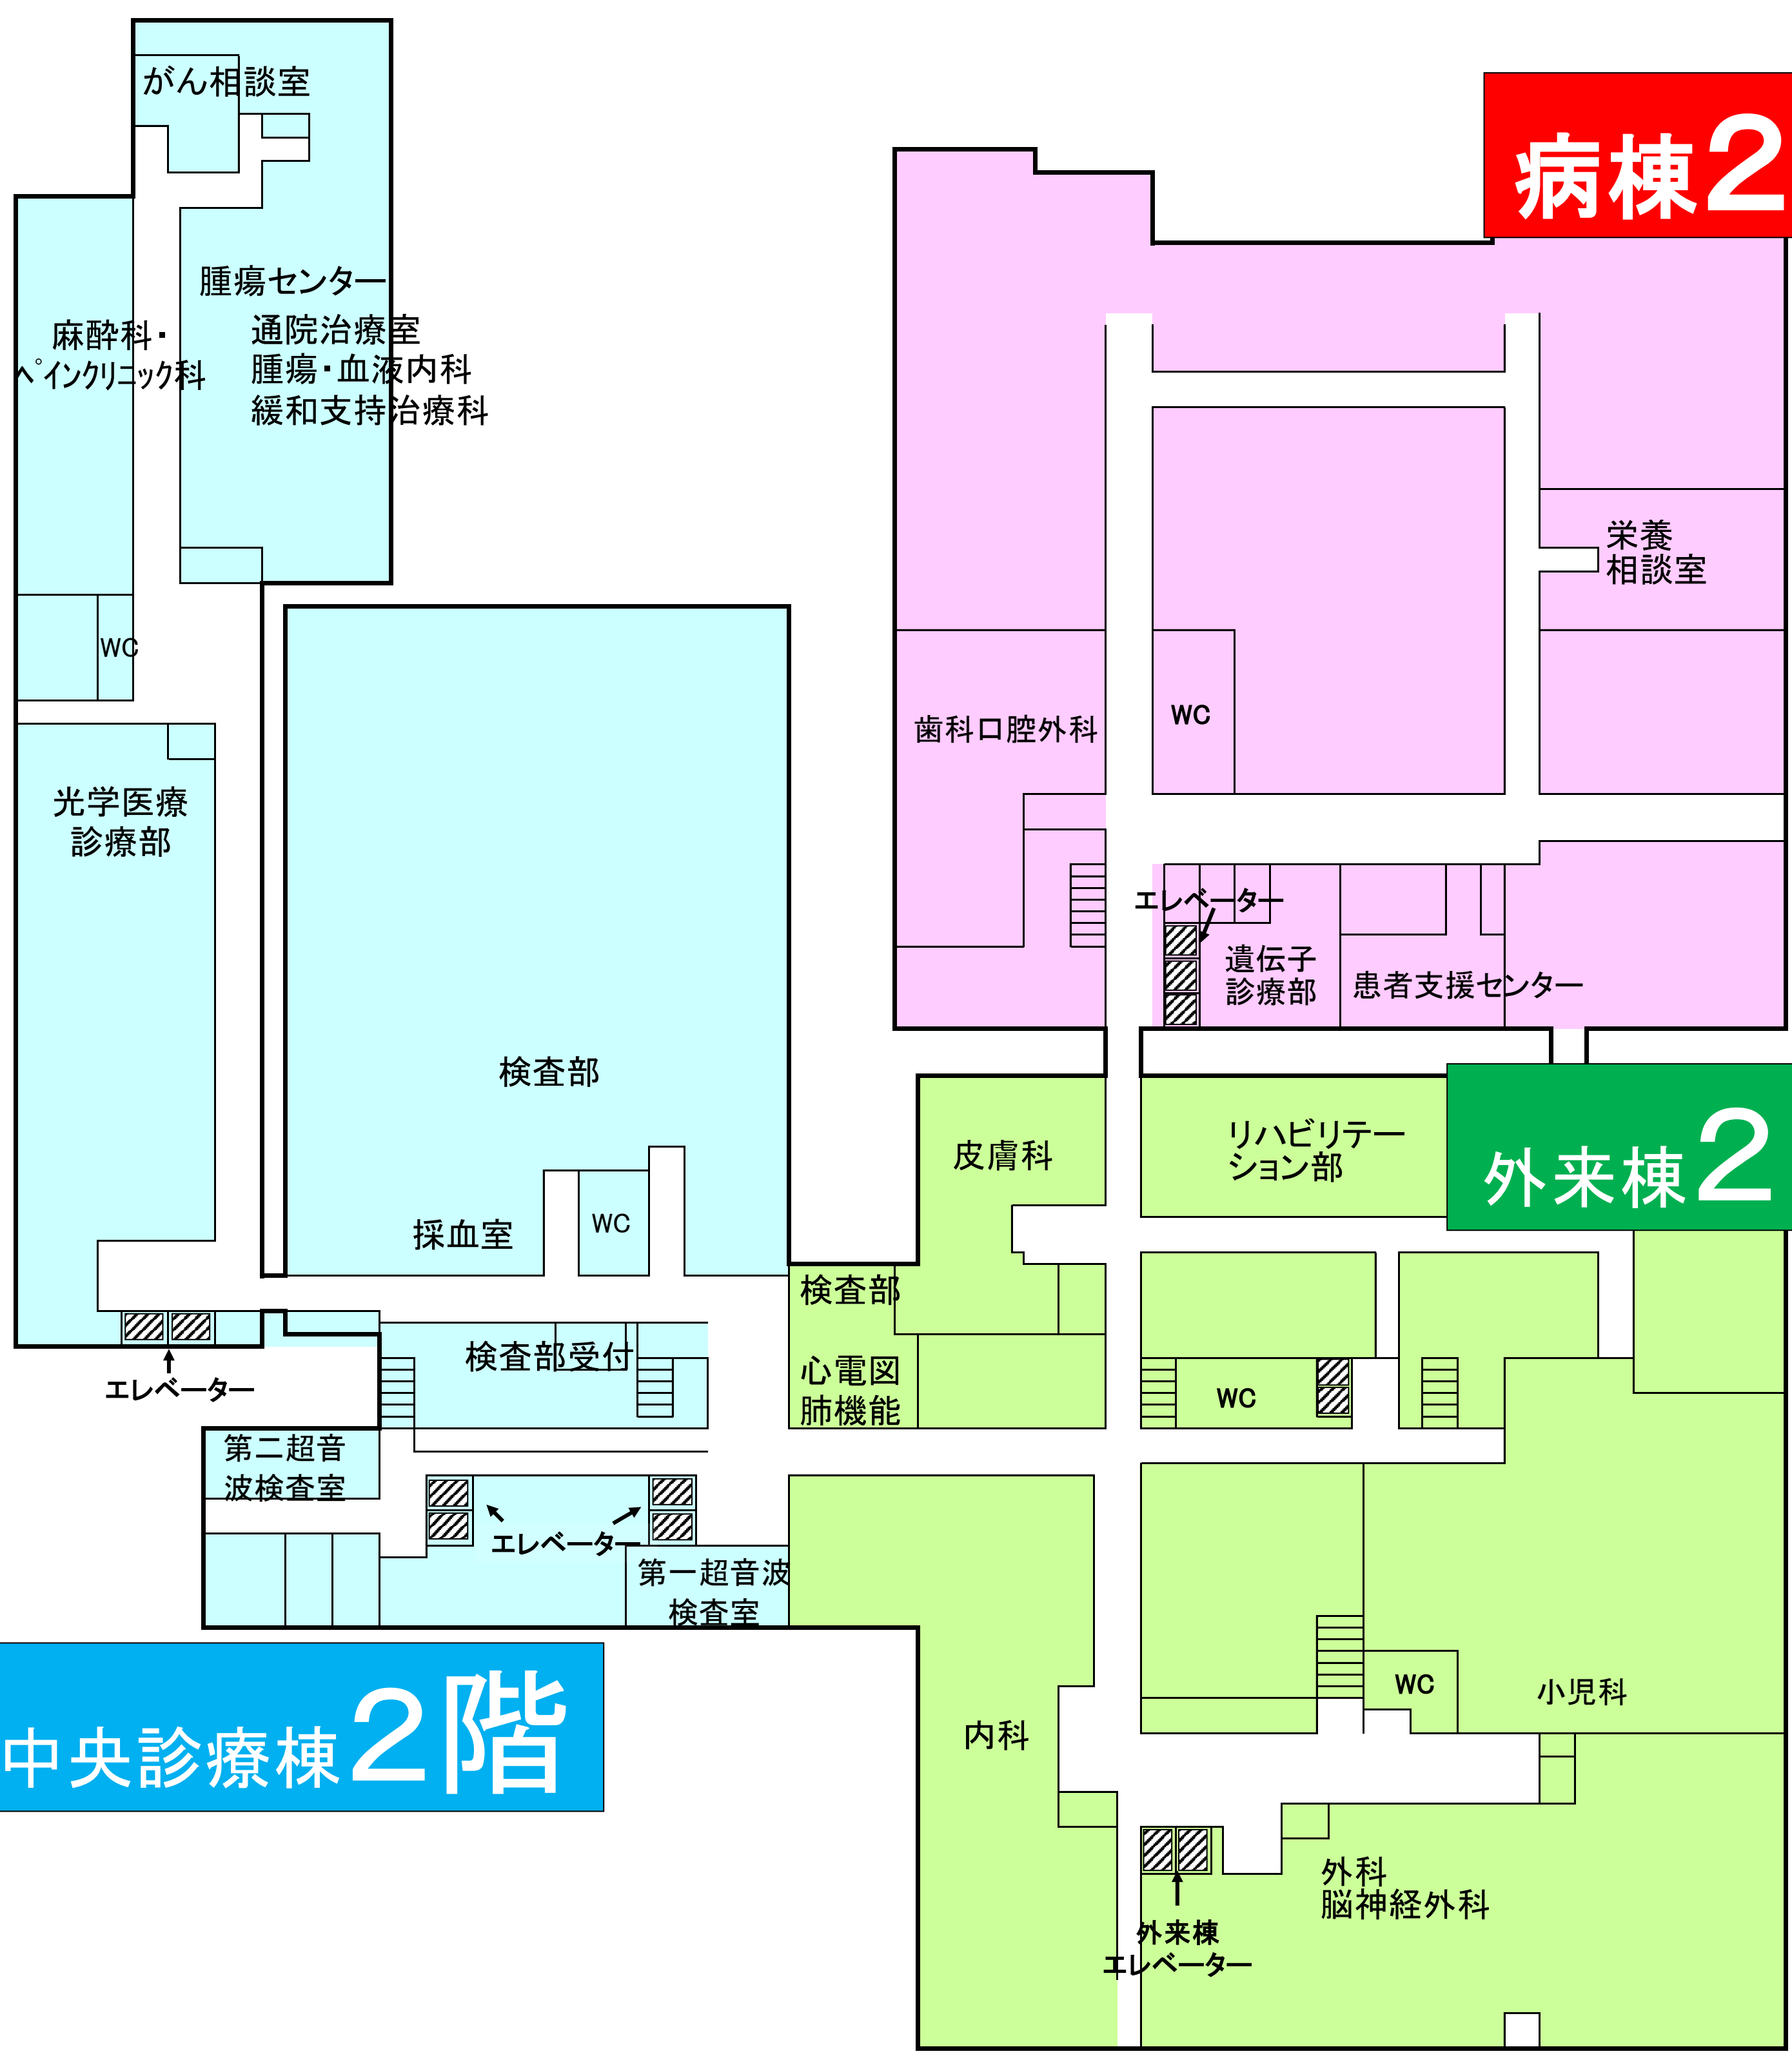 がん相談室
病棟2
腫瘍センター
通院治療室
腫瘍・血液内科
緩和支持治療科
麻酔科・
ペインクリニック科
栄養
相談室
WC
歯科口腔外科
WC
光学医療
診療部
エレベーター
遺伝子
診療部
患者支援センター
検査部
皮膚科
リハビリテー
ション部
外来棟2
採血室
WC
検査部
心電図
肺機能
検査部受付
エレベーター
WC
第二超音
波検査室
エレベーター
第一超音波
検査室
中央診療棟2階
内科
WC
小児科
外科
脳神経外科
外来棟
エレベーター